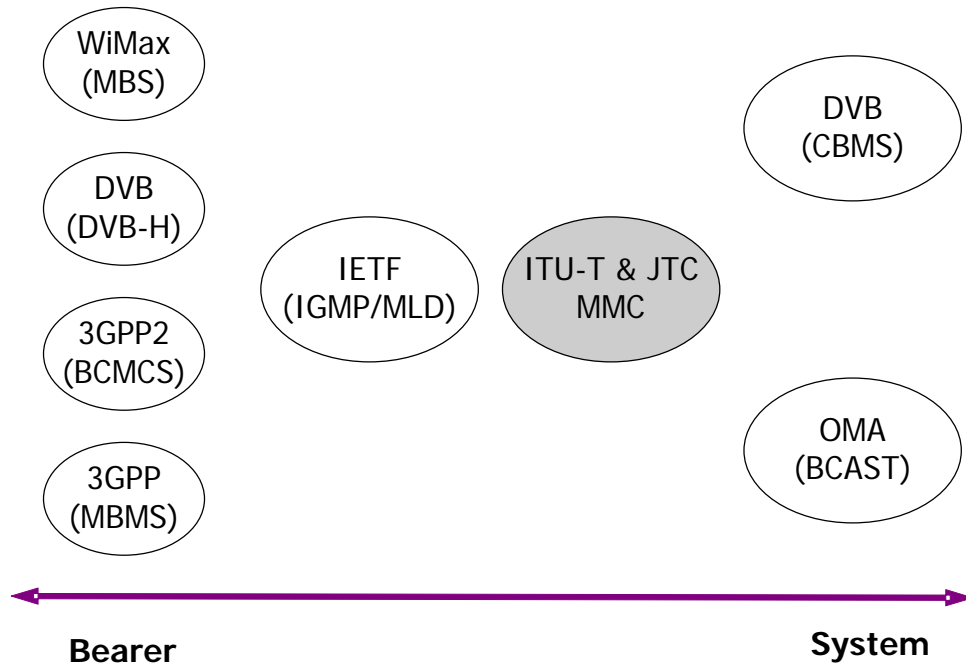 WiMax
(MBS)
DVB
(DVB-H)
3GPP2
(BCMCS)
3GPP
(MBMS)
IETF
(IGMP/MLD)
ITU-T & JTC
MMC
DVB
(CBMS)
OMA
(BCAST)
Bearer
System